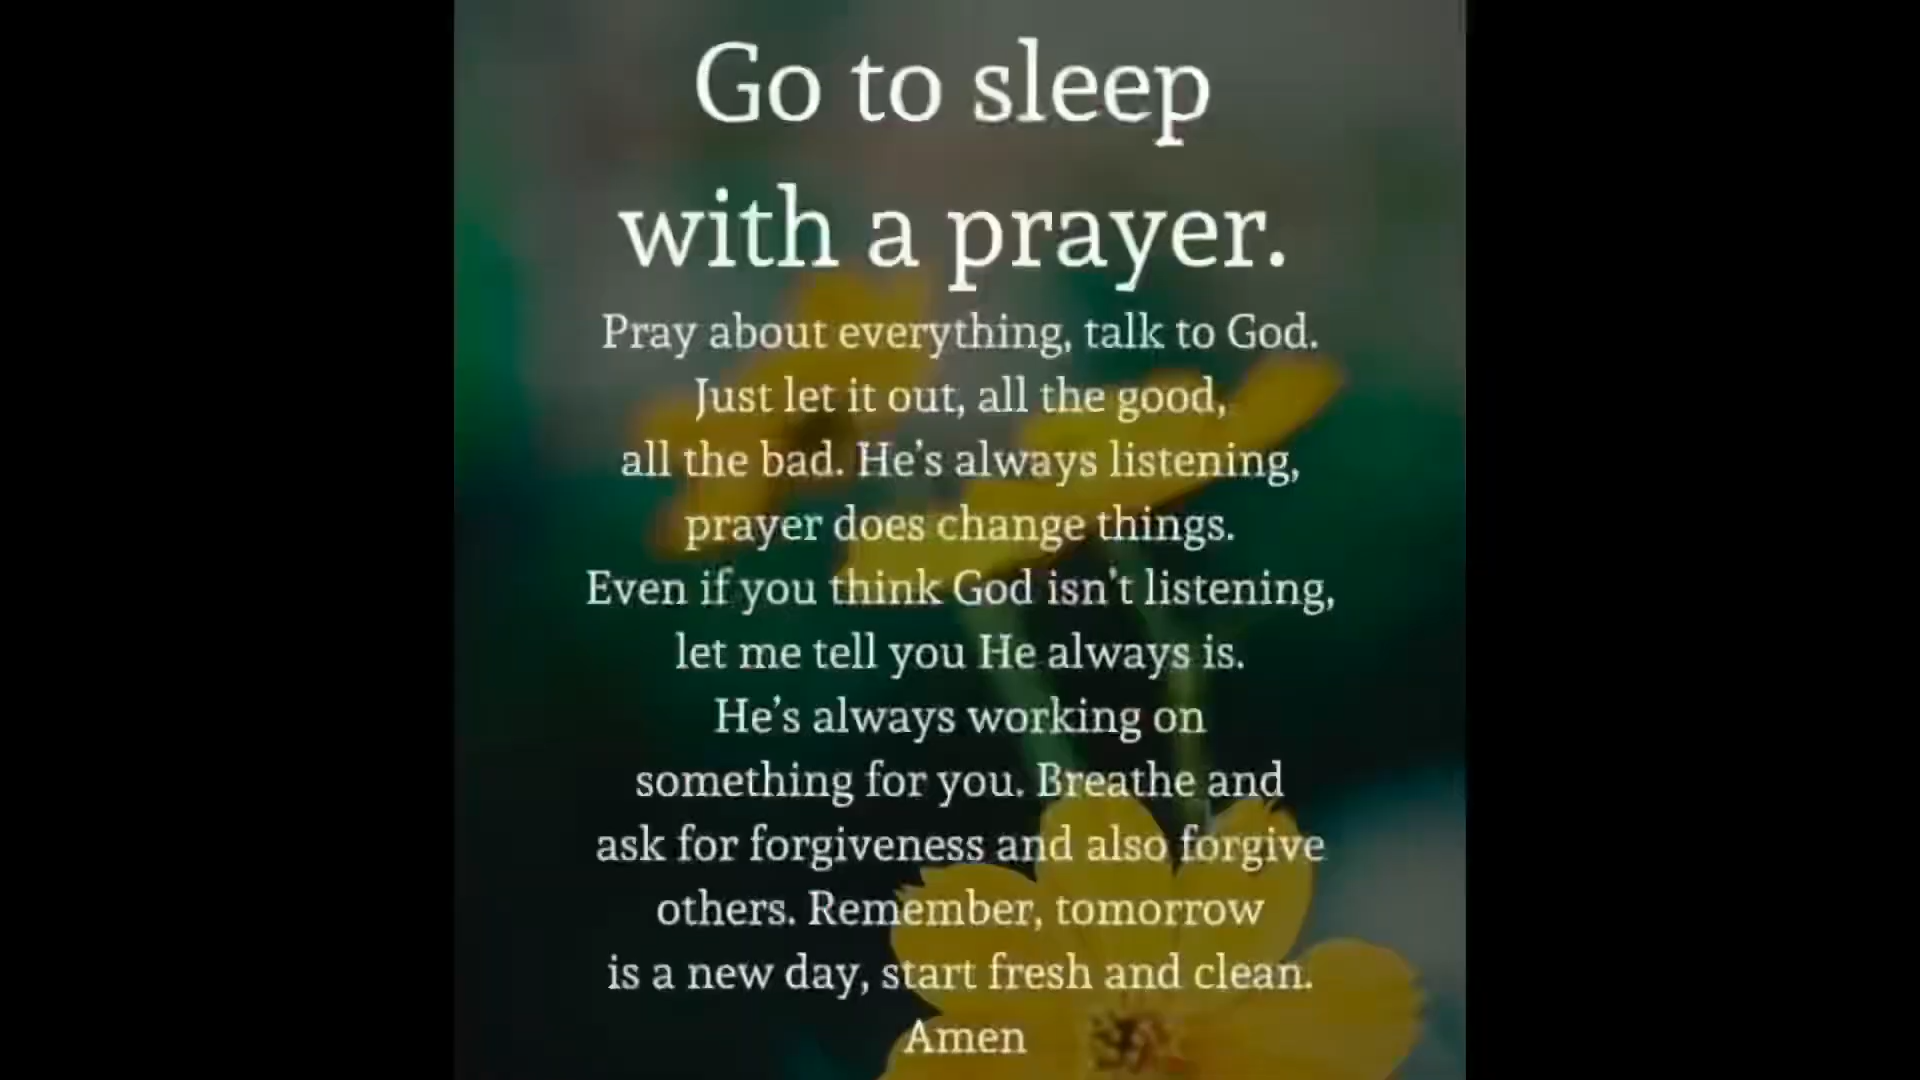 Go to sleep
with a prayer.
Pray about everything, talk to God.
Just let it out, all the good,
all the bad. He’s always listening,
prayer does change things.
Even if you think God isn’t listening,
let me tell you He always is.
He’s always working on
something for you. Breathe and
ask for forgiveness and also forgive
others. Remember, tomorrow
is a new day, start fresh and clean.
Amen